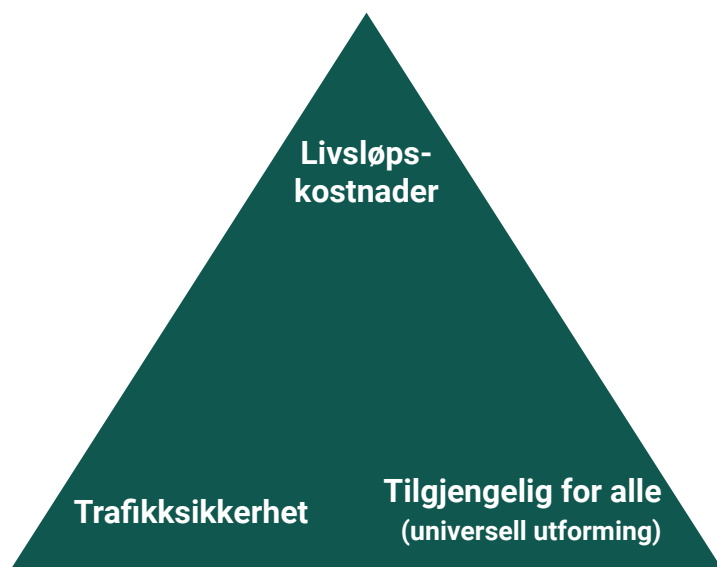 Livsløps-
kostnader
Trafikksikkerhet
Tilgjengelig for alle
(universell utforming)